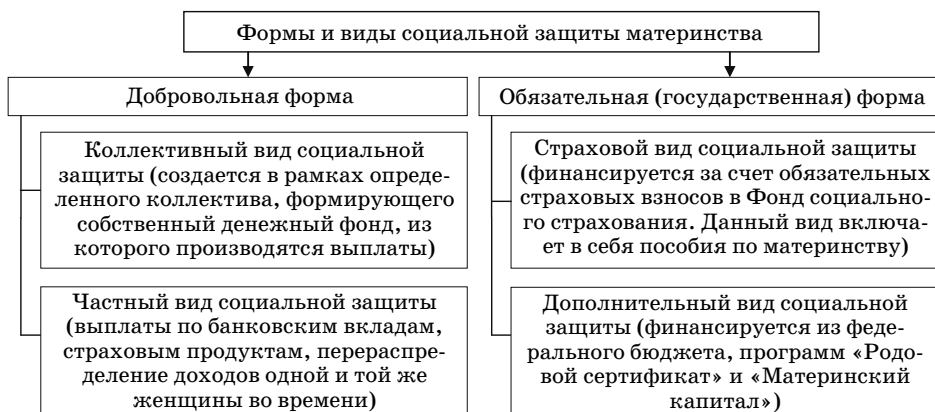 Формы и виды социальной защиты материнства
Добровольная форма
Коллективный вид социальной
защиты (создается в рамках опреде-
ленного коллектива, формирующего
собственный денежный фонд, из
которого производятся выплаты)
Частный вид социальной защиты
(выплаты по банковским вкладам,
страховым продуктам, перераспре-
деление доходов одной и той же
женщины во времени)
Обязательная (государственная) форма
Страховой вид социальной защиты
(финансируется за счет обязательных
страховых взносов в Фонд социально-
го страхования. Данный вид включа-
ет в себя пособия по материнству)
Дополнительный вид социальной
защиты (финансируется из феде-
рального бюджета, программ «Родо-
вой сертификат» и «Материнский
капитал»)